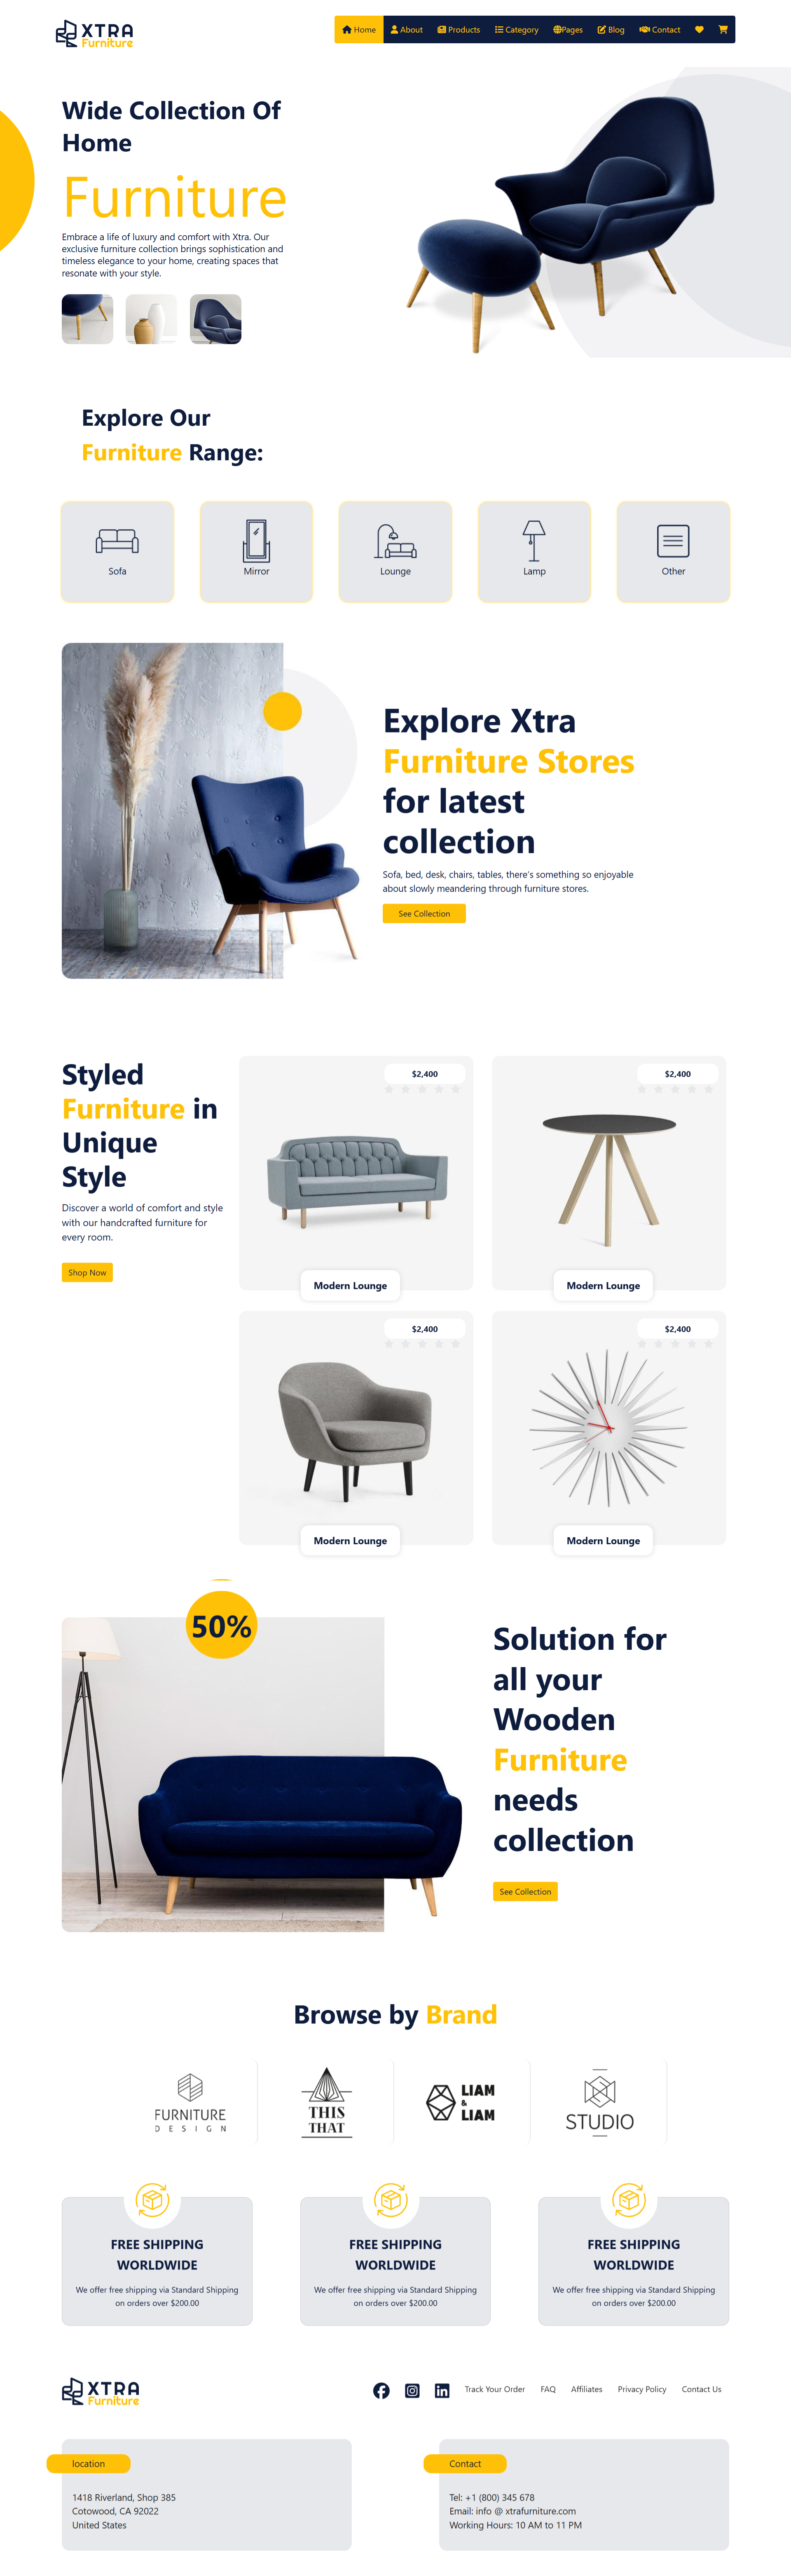 XTRA
Furniture
Home About Products Category Pages Blog Contact
Wide Collection Of
Home
Furniture
Embrace a life of luxury and comfort with Xtra. Our
exclusive furniture collection brings sophistication and
timeless elegance to your home, creating spaces that
resonate with your style.
Explore Our
Furniture Range:
Sofa
Mirror
Lounge
Lamp
Other
Explore Xtra
Furniture Stores
for latest
collection
Sofa, bed, desk, chairs, tables, there's something so enjoyable
about slowly meandering through furniture stores.
See Collection
Styled
Furniture in
Unique
Style
Discover a world of comfort and style
with our handcrafted furniture for
every room.
Shop Now
$2,400
Modern Lounge
$2,400
Modern Lounge
$2,400
Modern Lounge
$2,400
Modern Lounge
50%
Solution for
all your
Wooden
Furniture
needs
collection
See Collection
Browse by Brand
FURNITURE
DESIGN
THIS
THAT
LIAM
&
LIAM
STUDIO
FREE SHIPPING
WORLDWIDE
We offer free shipping via Standard Shipping
on orders over $200.00
FREE SHIPPING
WORLDWIDE
We offer free shipping via Standard Shipping
on orders over $200.00
FREE SHIPPING
WORLDWIDE
We offer free shipping via Standard Shipping
on orders over $200.00
XTRA
Furniture
Track Your Order FAQ Affiliates Privacy Policy Contact Us
location
1418 Riverland, Shop 385
Cotowood, CA 92022
United States
Contact
Tel: +1 (800) 345 678
Email: info @ xtrafurniture.com
Working Hours: 10 AM to 11 PM